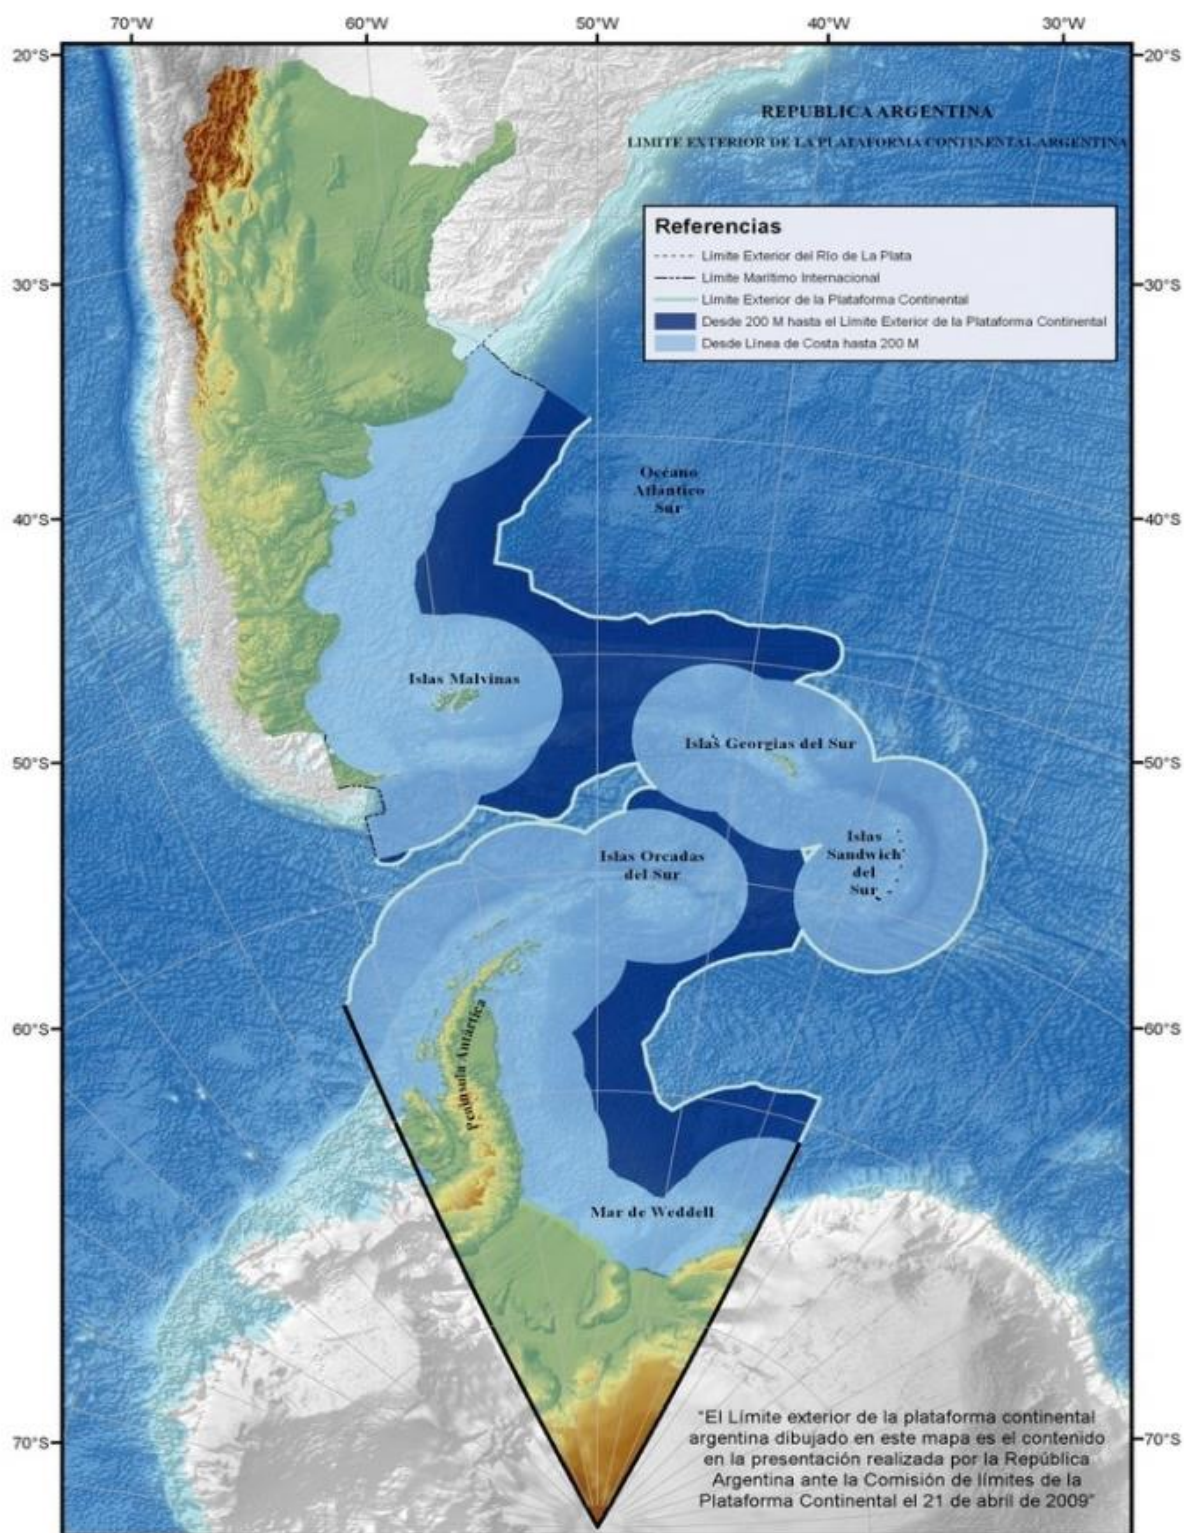 70°W 60°W 50°W 40°W 30°W
20°S 20°S
REPUBLICA ARGENTINA
LIMITE EXTERIOR DE LA PLATAFORMA CONTINENTAL ARGENTINA
Referencias
Límite Exterior del Río de La Plata
Límite Marítimo Internacional
Límite Exterior de la Plataforma Continental
Desde 200 M hasta el Límite Exterior de la Plataforma Continental
Desde Línea de Costa hasta 200 M
30°S 30°S
Océano
Atlántico
Sur
40°S 40°S
Islas Malvinas
Islas Georgias del Sur
50°S 50°S
Islas
Sandwich
del
Sur
Islas Orcadas
del Sur
60°S 60°S
Península Antártica
Mar de Weddell
"El Límite exterior de la plataforma continental
argentina dibujado en este mapa es el contenido
en la presentación realizada por la República
Argentina ante la Comisión de límites de la
Plataforma Continental el 21 de abril de 2009"
70°S 70°S